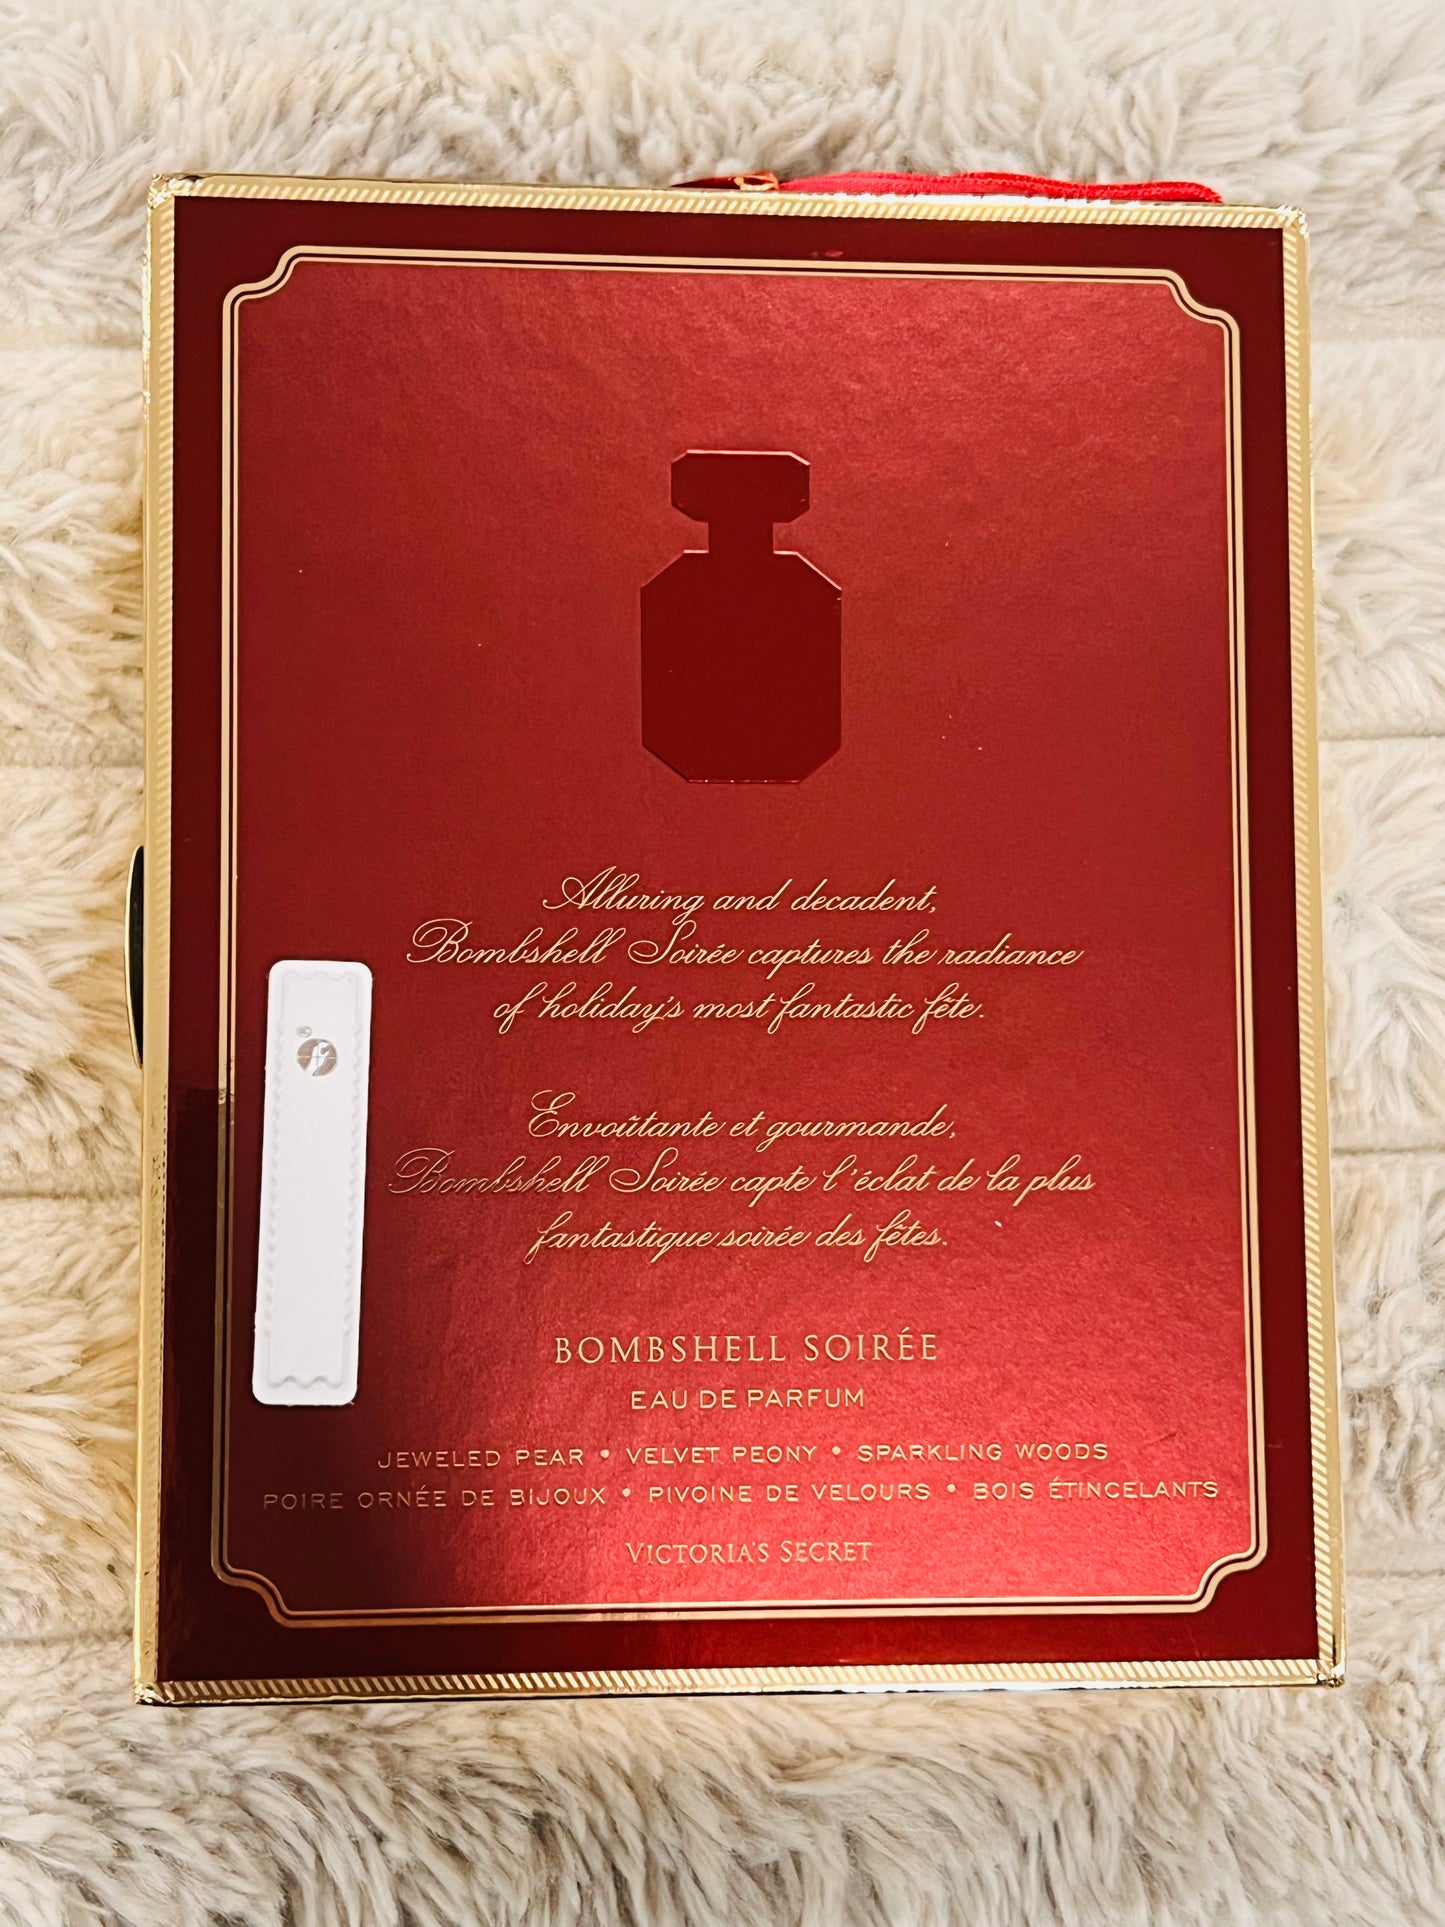 Alluring and decadent,
Bombshell Soirée captures the radiance
of holiday's most fantastic fête.
Envoûtante et gourmande,
Bombshell Soirée capte l'éclat de la plus
fantastique soirée des fêtes.
BOMBSHELL SOIRÉE
EAU DE PARFUM
JEWELED PEAR • VELVET PEONY • SPARKLING WOODS
POIRE ORNÉE DE BIJOUX • PIVOINE DE VELOURS • BOIS ÉTINCELANTS
VICTORIA'S SECRET